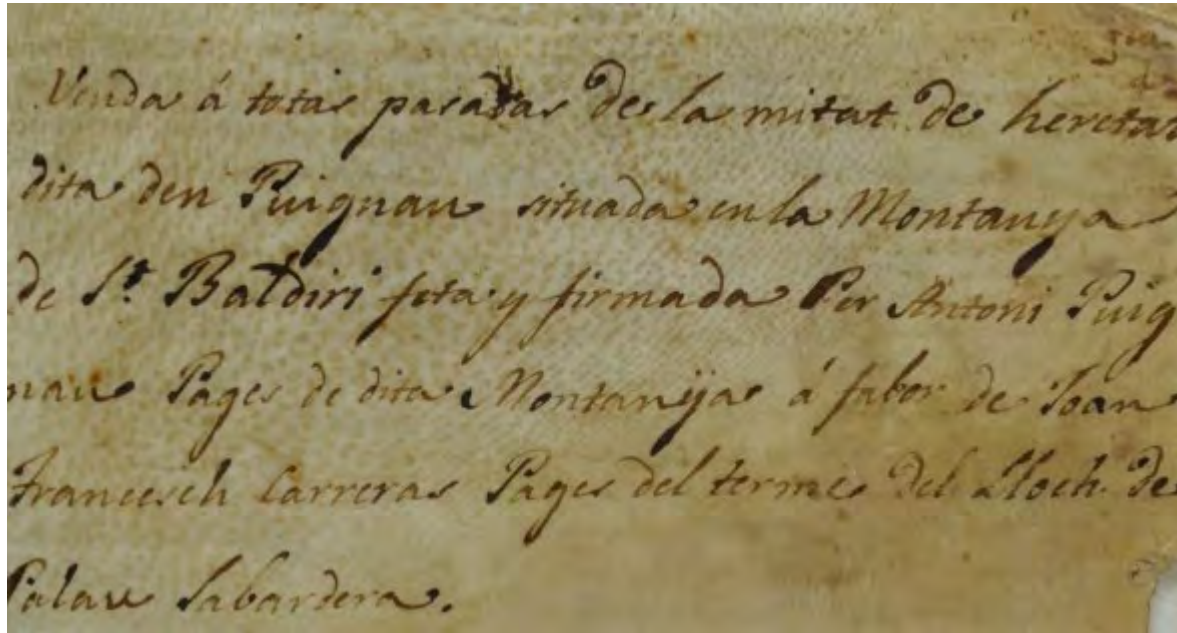 Venda á totas pasadas de la mitat de heretat
dita den Puignau situada en la Montanya
de St. Baldiri feta y firmada Per Antoni Puig
nau Pages de dita Montanÿa á fabor de Joan
Francesch Carreras Pages del terme del Lloch de
Palau Sabardera.